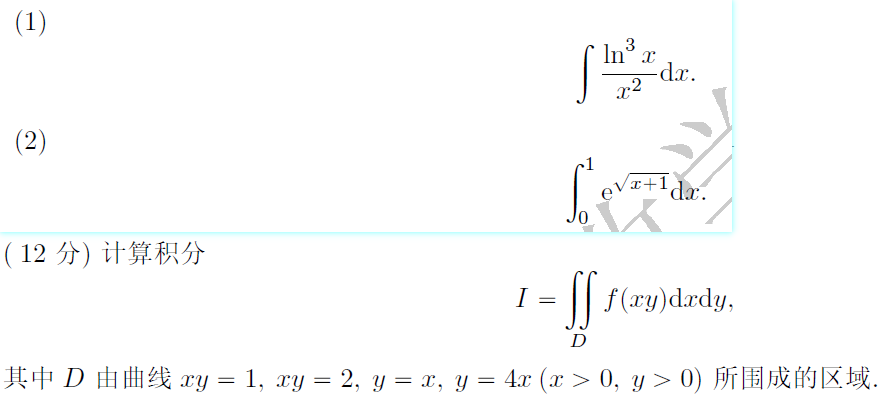 (1)
∫ ln³ x / x² dx.
(2)
∫₀¹ e^{√(x+1)} dx.
( 12 分) 计算积分
I = ∬_D f(xy)dxdy,
其中 D 由曲线 xy = 1, xy = 2, y = x, y = 4x (x > 0, y > 0) 所围成的区域.